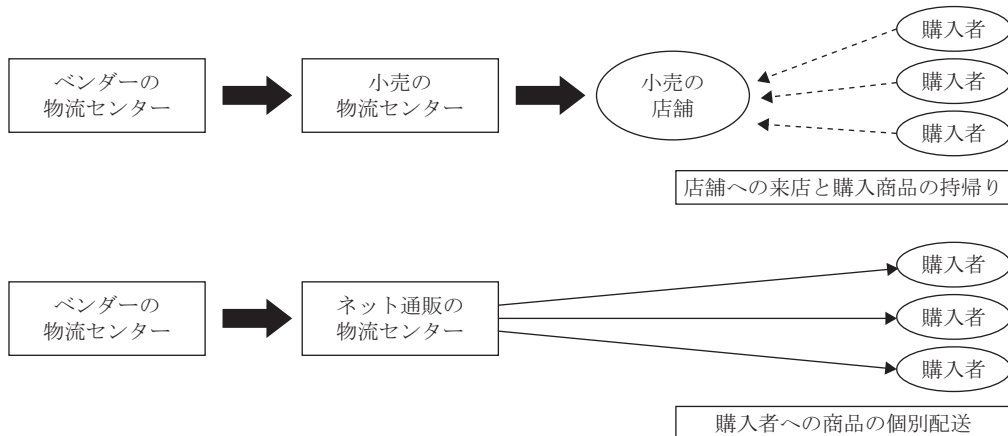 ベンダーの
物流センター
小売の
物流センター
小売の
店舗
購入者
購入者
購入者
店舗への来店と購入商品の持帰り
ベンダーの
物流センター
ネット通販の
物流センター
購入者
購入者
購入者
購入者への商品の個別配送